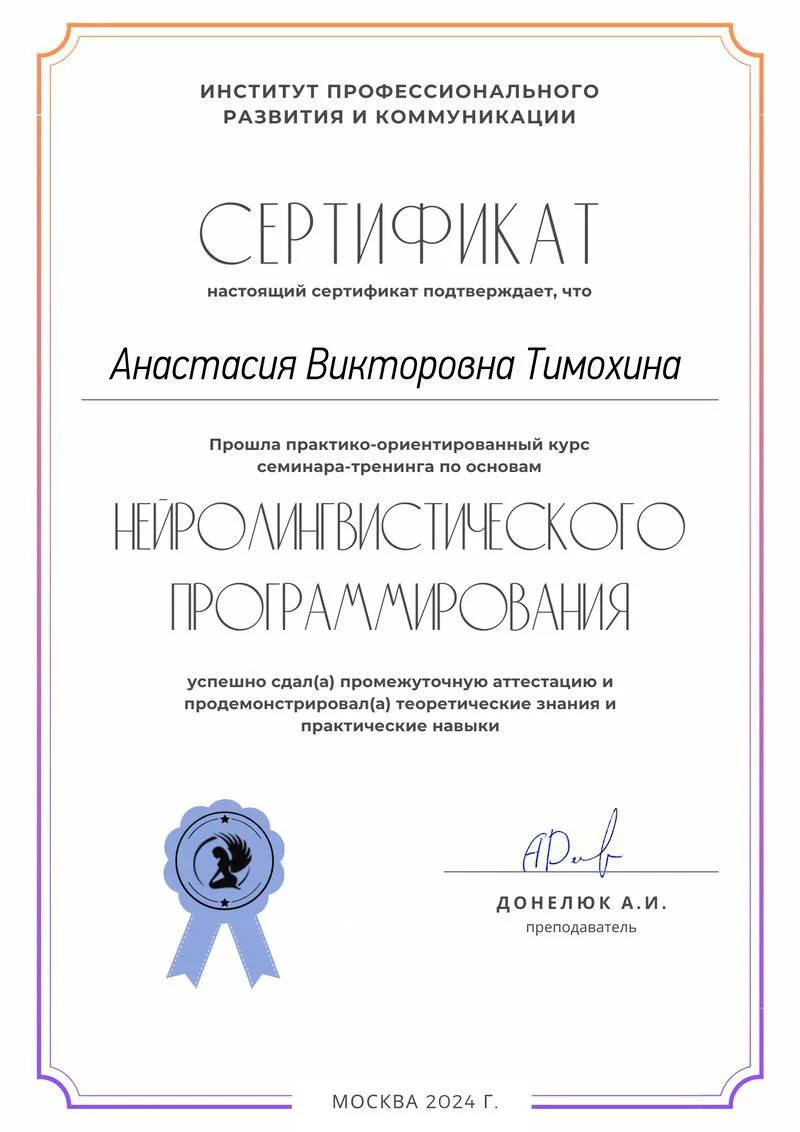 ИНСТИТУТ ПРОФЕССИОНАЛЬНОГО
РАЗВИТИЯ И КОММУНИКАЦИИ
СЕРТИФИКАТ
настоящий сертификат подтверждает, что
Анастасия Викторовна Тимохина
Прошла практико-ориентированный курс
семинара-тренинга по основам
НЕЙРОЛИНГВИСТИЧЕСКОГО
ПРОГРАММИРОВАНИЯ
успешно сдал(а) промежуточную аттестацию и
продемонстрировал(а) теоретические знания и
практические навыки
ДОНЕЛЮК А.И.
преподаватель
МОСКВА 2024 Г.